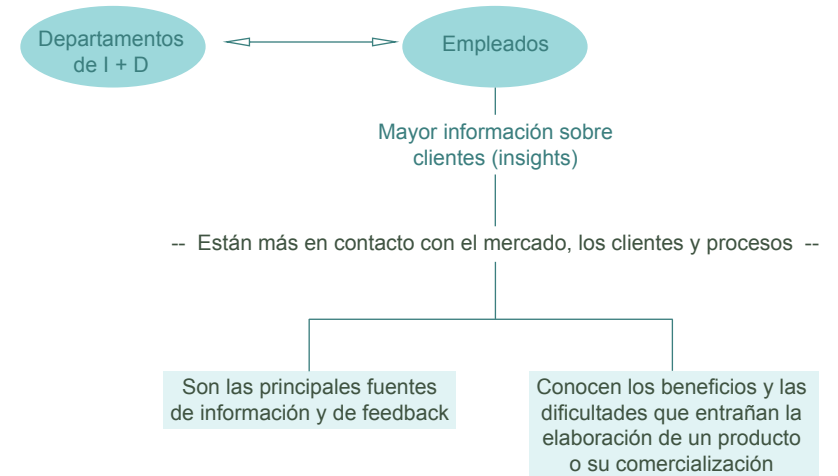 Departamentos
de I + D
Empleados
Mayor información sobre
clientes (insights)
-- Están más en contacto con el mercado, los clientes y procesos --
Son las principales fuentes
de información y de feedback
Conocen los beneficios y las
dificultades que entrañan la
elaboración de un producto
o su comercialización